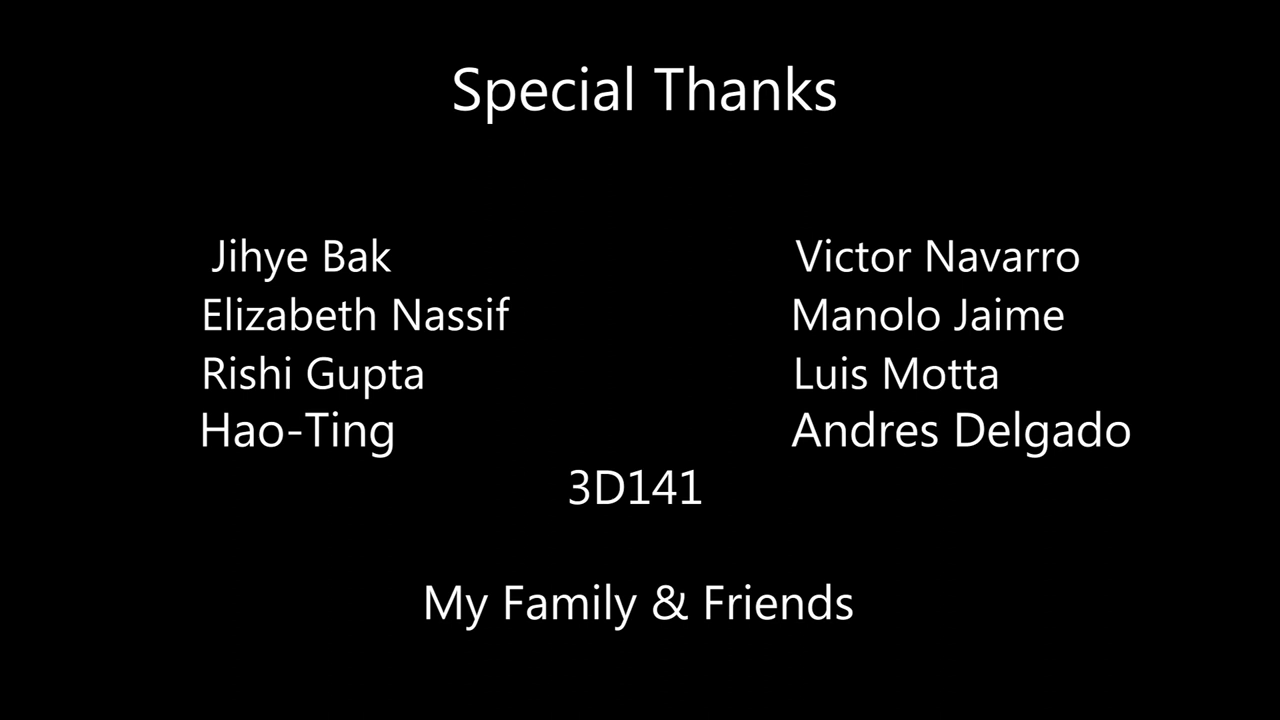 Special Thanks
Jihye Bak Victor Navarro
Elizabeth Nassif Manolo Jaime
Rishi Gupta Luis Motta
Hao-Ting Andres Delgado
3D141
My Family & Friends